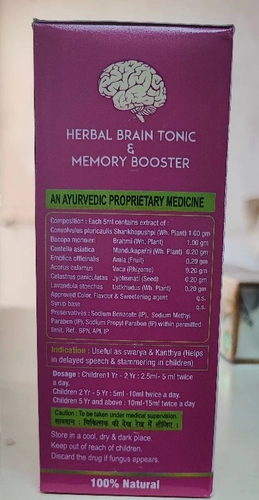 HERBAL BRAIN TONIC
&
MEMORY BOOSTER
AN AYURVEDIC PROPRIETARY MEDICINE
Composition : Each 5ml contains extract of :
Convolvulus pluricaulis Shankhapushpi (Wh. Plant) 1.00 gm
Bacopa monnieri Brahmi (Wh. Plant) 1.00 gm
Centella asiatica Mandukaparni (Wh. Plant) 0.20 gm
Emblica officinalis Amla (Fruit) 0.20 gm
Acorus calamus Vaca (Rhizome) 0.20 gm
Celastras paniculatas Jyotismati (Seed) 0.20 gm
Lavandula stoechas Ustkhudus (Wh. Plant) 0.20 gm
Approved Color, Flavour & Sweetening agent q.s.
Syrup base q.s.
Preservatives : Sodium Benzoate (IP), Sodium Methyl
Paraben (IP), Sodium Propyl Paraben (IP) within permitted
limit. Ref.: BPN, API, IP.
Indication : Useful as swarya & Kanthya (Helps
in delayed speech & stammering in children)
Dosage : Children1 Yr - 2 Yr : 2.5ml- 5 ml twice
a day.
Children 2 Yr - 5 Yr : 5ml - 10ml twice a day.
Children 5 Yr and above : 10ml-15ml twice a day
Caution : To be taken under medical supervision.
सावधान : चिकित्सक की देख रेख में लीजिए।
Store in a cool, dry & dark place.
Keep out of reach of children.
Discard the drug if fungus appears.
100% Natural